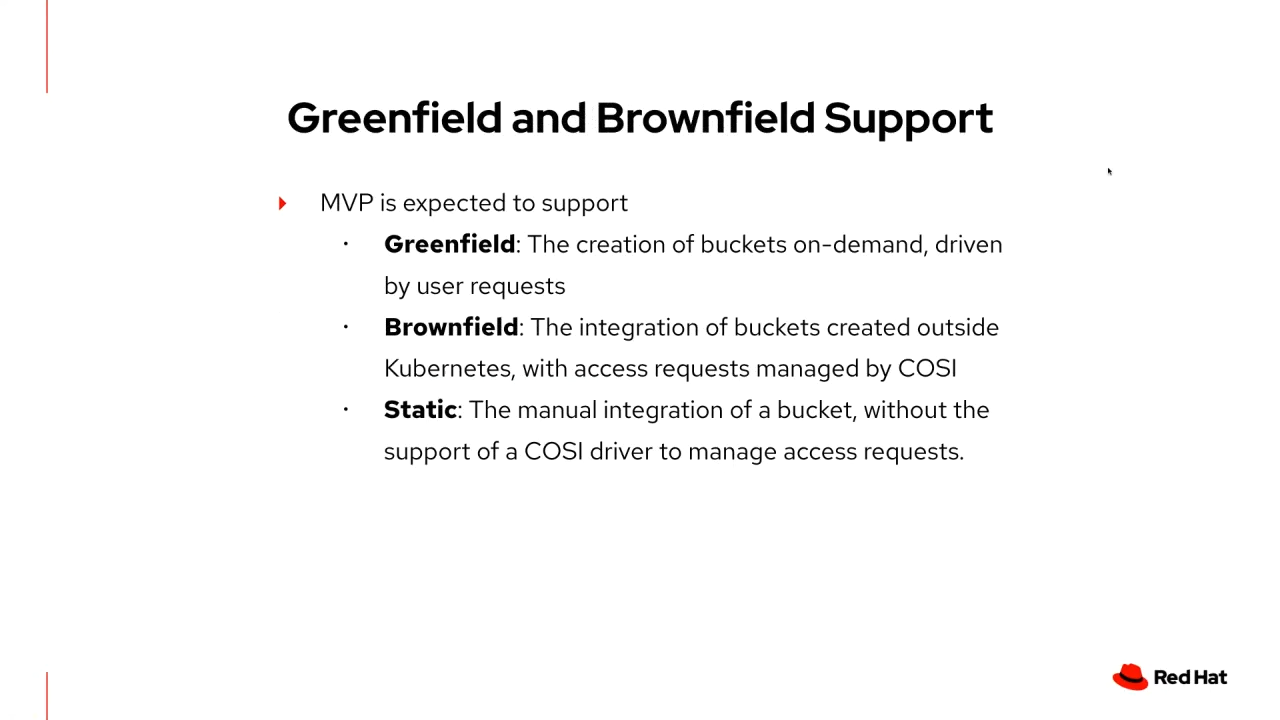 Greenfield and Brownfield Support
MVP is expected to support
Greenfield: The creation of buckets on-demand, driven
by user requests
Brownfield: The integration of buckets created outside
Kubernetes, with access requests managed by COSI
Static: The manual integration of a bucket, without the
support of a COSI driver to manage access requests.
Red Hat